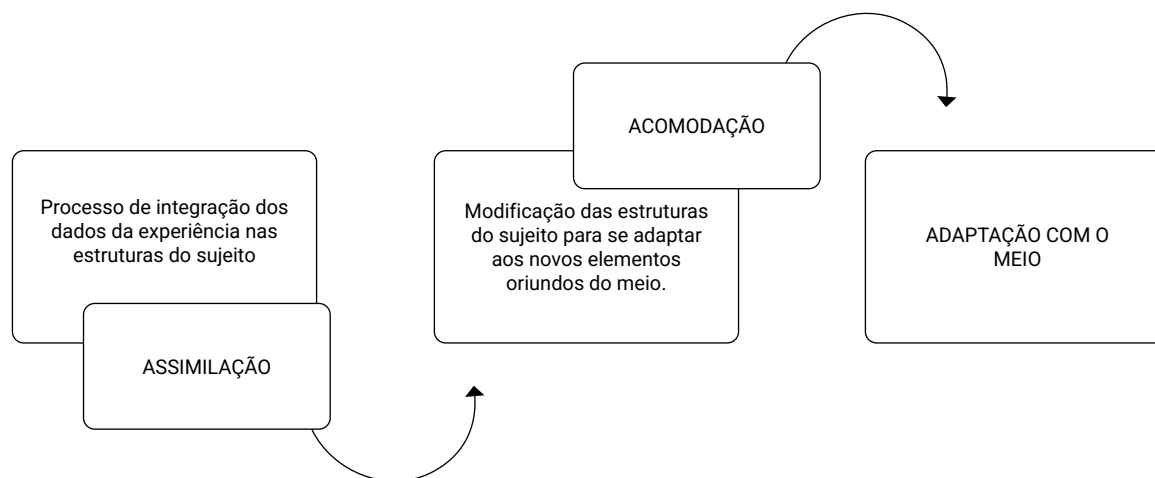 Processo de integração dos
dados da experiência nas
estruturas do sujeito
ASSIMILAÇÃO
ACOMODAÇÃO
Modificação das estruturas
do sujeito para se adaptar
aos novos elementos
oriundos do meio.
ADAPTAÇÃO COM O
MEIO